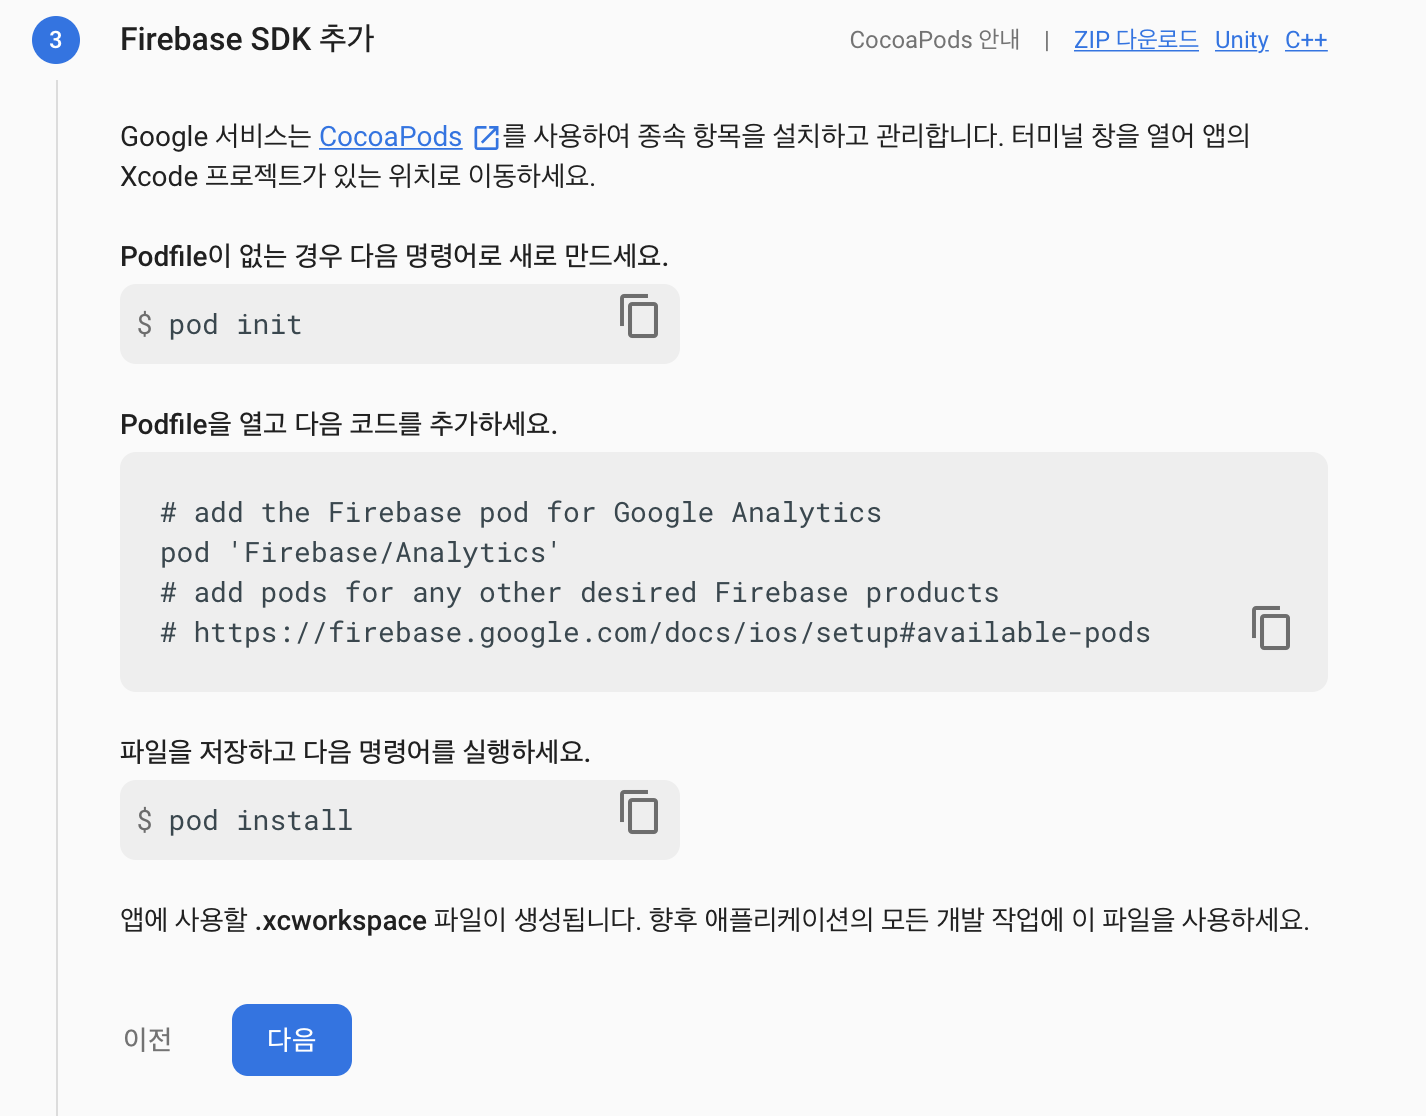 3
Firebase SDK 추가
CocoaPods 안내 | ZIP 다운로드 Unity C++
Google 서비스는 CocoaPods를 사용하여 종속 항목을 설치하고 관리합니다. 터미널 창을 열어 앱의
Xcode 프로젝트가 있는 위치로 이동하세요.
Podfile이 없는 경우 다음 명령어로 새로 만드세요.
$ pod init
Podfile을 열고 다음 코드를 추가하세요.
# add the Firebase pod for Google Analytics
pod 'Firebase/Analytics'
# add pods for any other desired Firebase products
# https://firebase.google.com/docs/ios/setup#available-pods
파일을 저장하고 다음 명령어를 실행하세요.
$ pod install
앱에 사용할 .xcworkspace 파일이 생성됩니다. 향후 애플리케이션의 모든 개발 작업에 이 파일을 사용하세요.
이전
다음